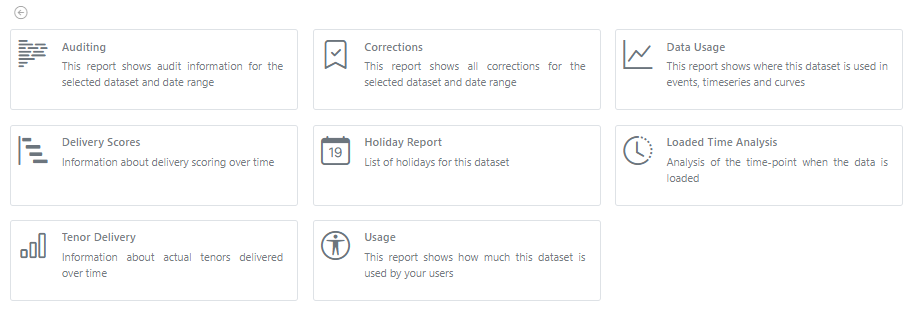 Auditing
This report shows audit information for the
selected dataset and date range
Corrections
This report shows all corrections for the
selected dataset and date range
Data Usage
This report shows where this dataset is used in
events, timeseries and curves
Delivery Scores
Information about delivery scoring over time
19
Holiday Report
List of holidays for this dataset
Loaded Time Analysis
Analysis of the time-point when the data is
loaded
Tenor Delivery
Information about actual tenors delivered
over time
Usage
This report shows how much this dataset is
used by your users